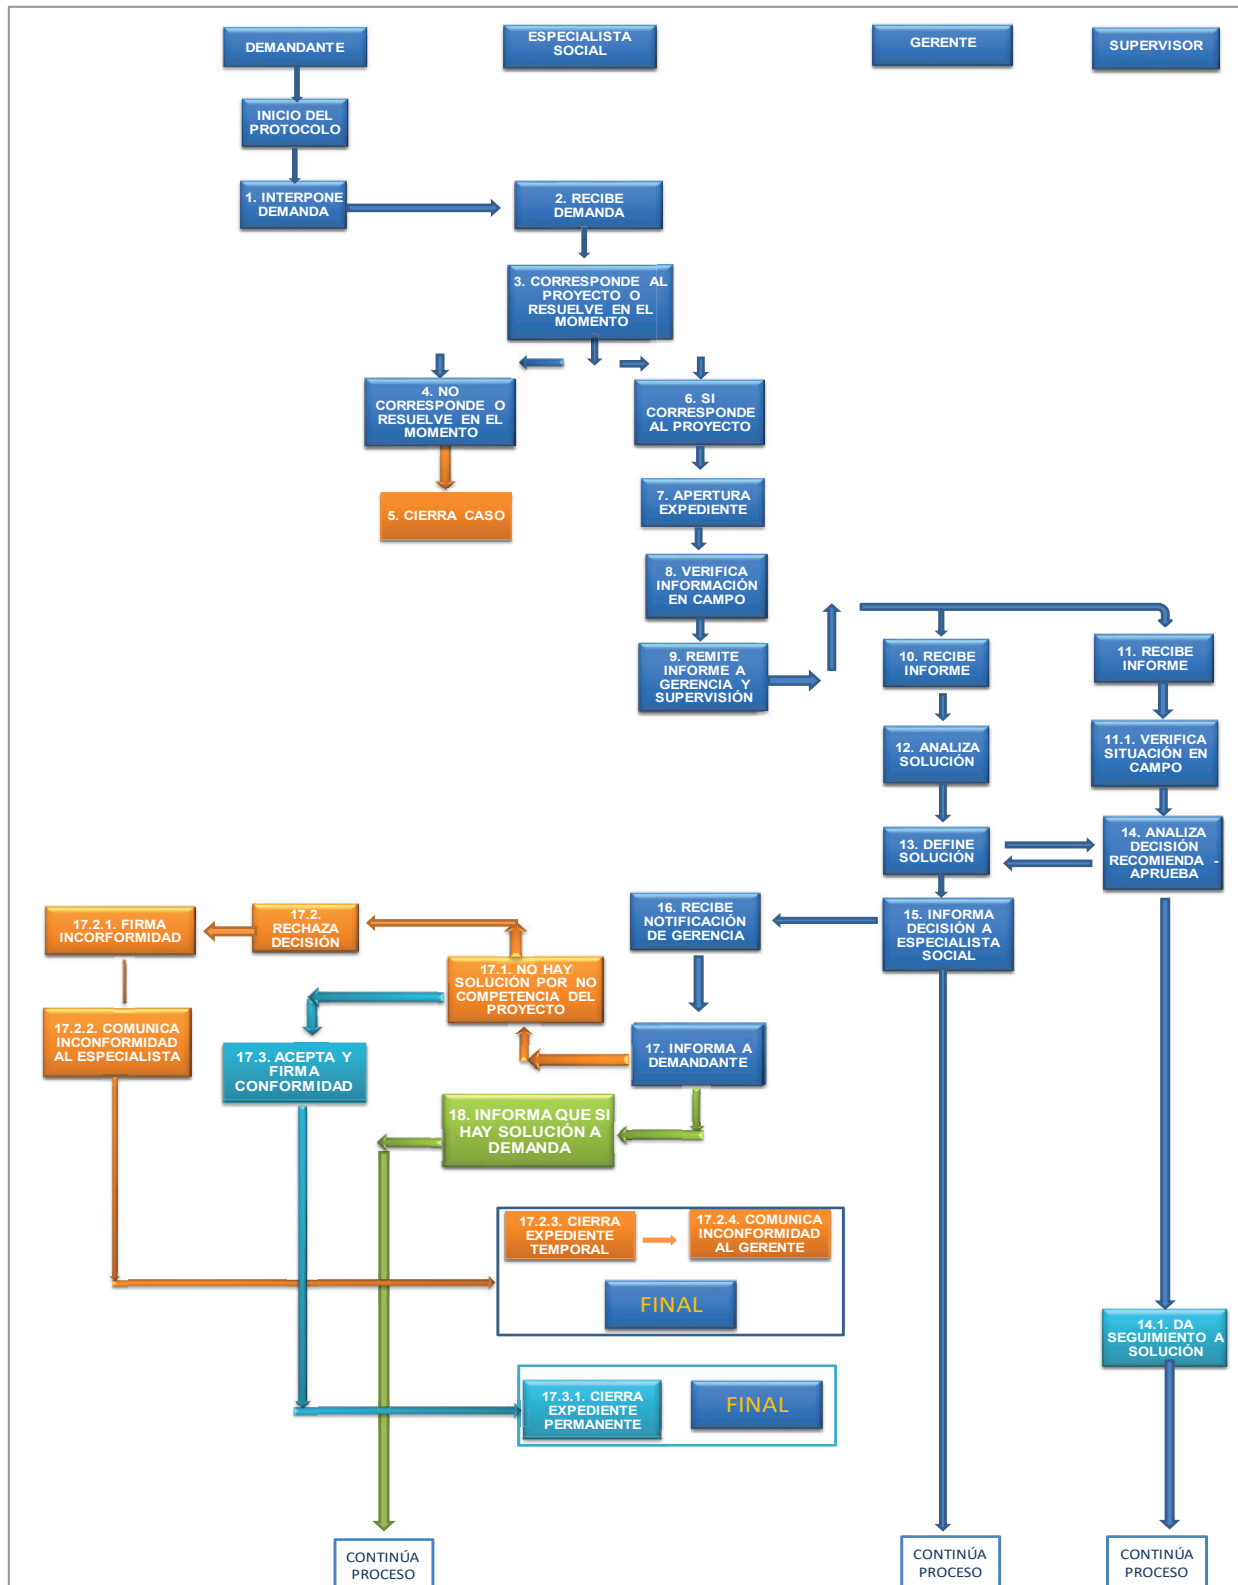 DEMANDANTE
ESPECIALISTA
SOCIAL
GERENTE
SUPERVISOR
INICIO DEL
PROTOCOLO
1. INTERPONE
DEMANDA
2. RECIBE
DEMANDA
3. CORRESPONDE AL
PROYECTO O
RESUELVE EN EL
MOMENTO
4. NO
CORRESPONDE O
RESUELVE EN EL
MOMENTO
6. SI
CORRESPONDE
AL PROYECTO
5. CIERRA CASO
7. APERTURA
EXPEDIENTE
8. VERIFICA
INFORMACIÓN
EN CAMPO
9. REMITE
INFORME A
GERENCIA Y
SUPERVISIÓN
10. RECIBE
INFORME
11. RECIBE
INFORME
12. ANALIZA
SOLUCIÓN
11.1. VERIFICA
SITUACIÓN EN
CAMPO
13. DEFINE
SOLUCIÓN
14. ANALIZA
DECISIÓN
RECOMIENDA -
APRUEBA
17.2.1. FIRMA
INCORFORMIDAD
17.2.
RECHAZA
DECISIÓN
16. RECIBE
NOTIFICACIÓN
DE GERENCIA
15. INFORMA
DECISIÓN A
ESPECIALISTA
SOCIAL
17.1. NO HAY
SOLUCIÓN POR NO
COMPETENCIA DEL
PROYECTO
17.2.2. COMUNICA
INCONFORMIDAD
AL ESPECIALISTA
17.3. ACEPTA Y
FIRMA
CONFORMIDAD
17. INFORMA A
DEMANDANTE
18. INFORMA QUE SI
HAY SOLUCIÓN A
DEMANDA
17.2.3. CIERRA
EXPEDIENTE
TEMPORAL
17.2.4. COMUNICA
INCONFORMIDAD
AL GERENTE
FINAL
14.1. DA
SEGUIMIENTO A
SOLUCIÓN
17.3.1. CIERRA
EXPEDIENTE
PERMANENTE
FINAL
CONTINÚA
PROCESO
CONTINÚA
PROCESO
CONTINÚA
PROCESO